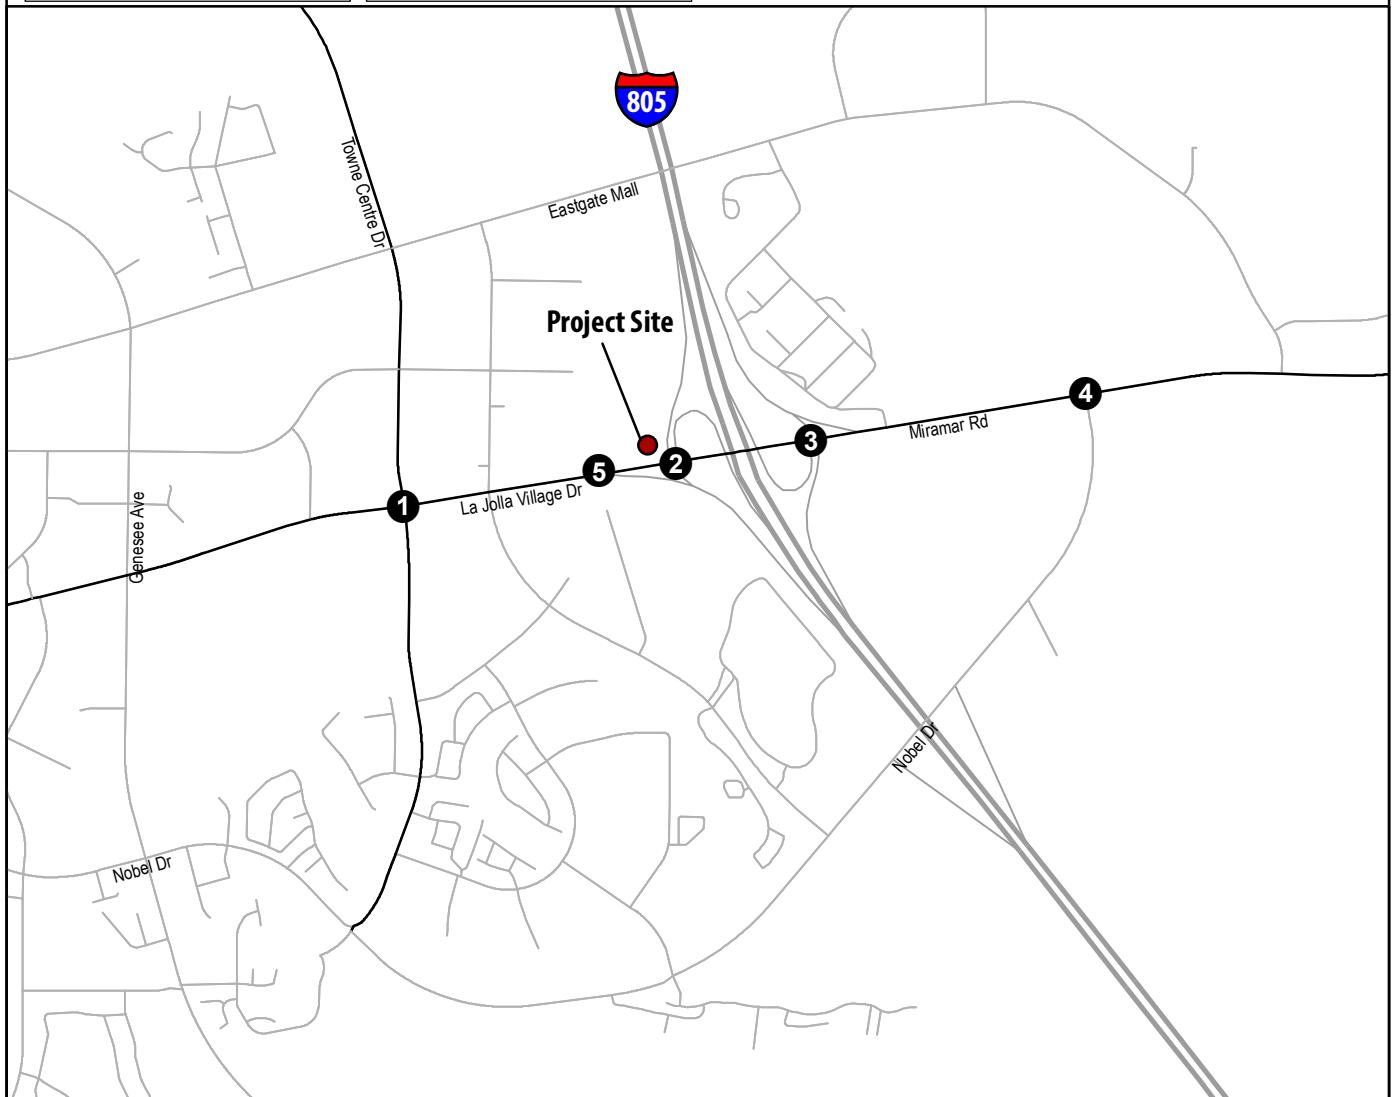 805
Towne Centre Dr
Eastgate Mall
Project Site
4
Miramar Rd
3
2
5
La Jolla Village Dr
1
Genesee Ave
Nobel Dr
Nobel Dr